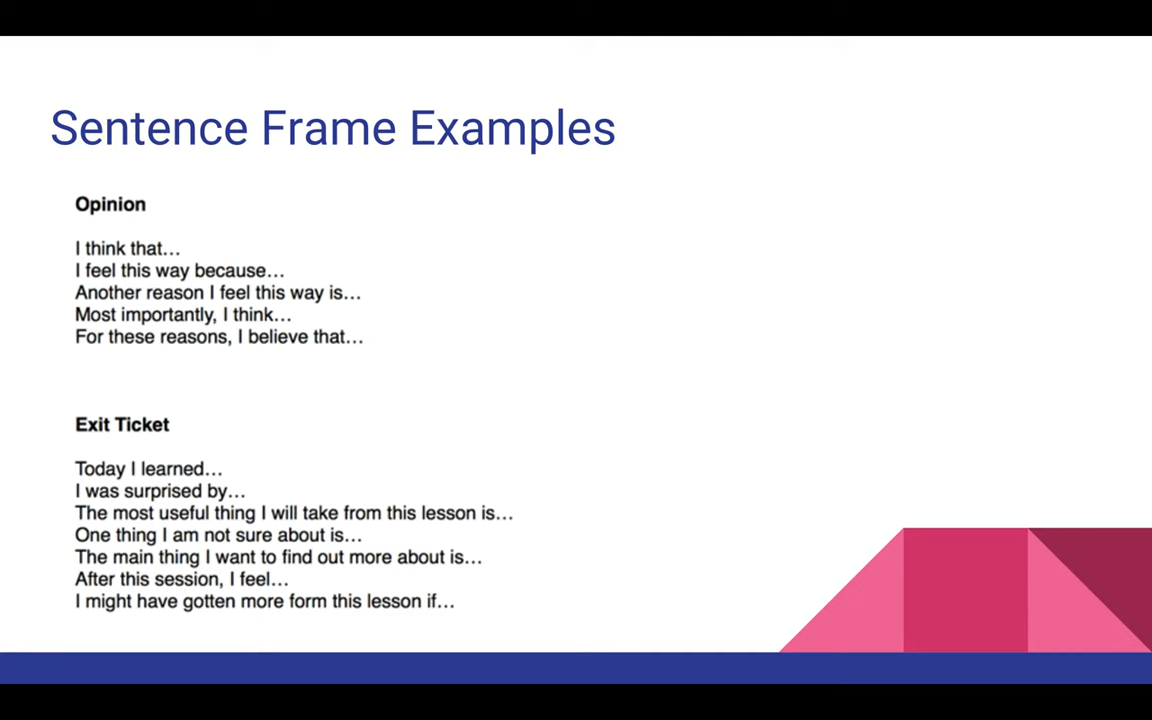 Sentence Frame Examples
Opinion
I think that…
I feel this way because…
Another reason I feel this way is…
Most importantly, I think…
For these reasons, I believe that…
Exit Ticket
Today I learned…
I was surprised by…
The most useful thing I will take from this lesson is…
One thing I am not sure about is…
The main thing I want to find out more about is…
After this session, I feel…
I might have gotten more form this lesson if…